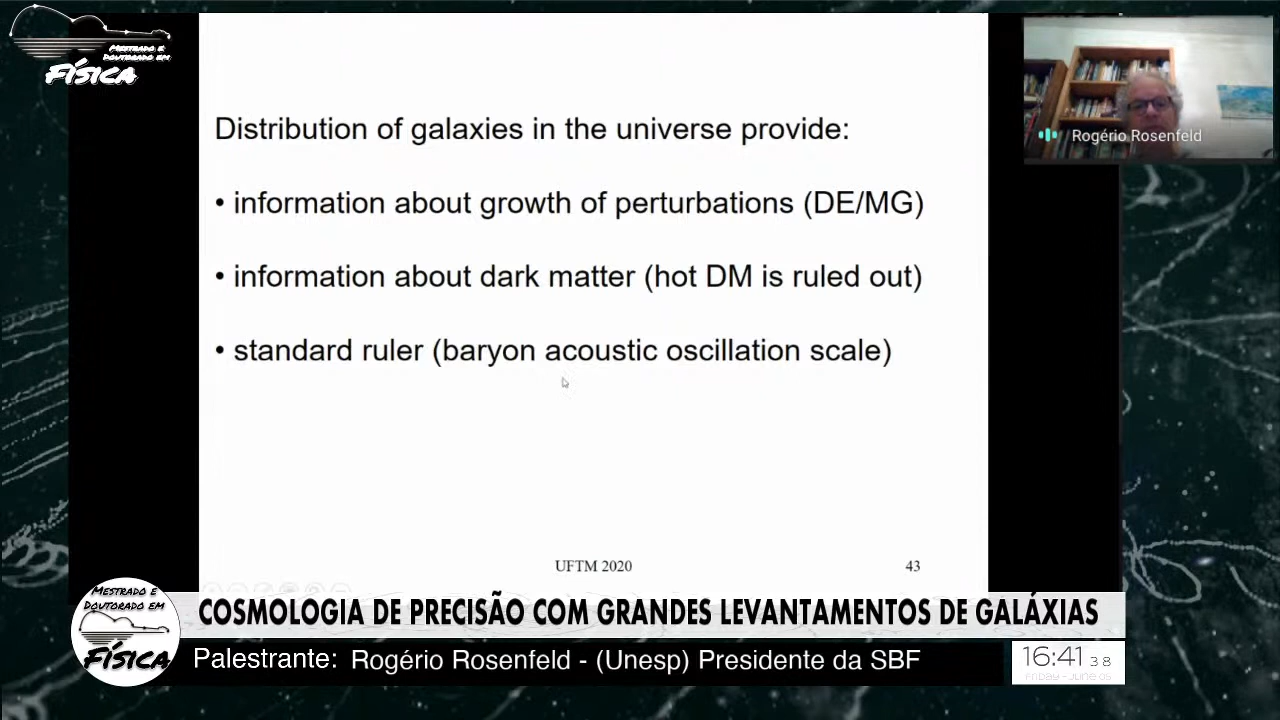 MESTRADO E
DOUTORADO EM
FÍSICA
Rogério Rosenfeld
Distribution of galaxies in the universe provide:
• information about growth of perturbations (DE/MG)
• information about dark matter (hot DM is ruled out)
• standard ruler (baryon acoustic oscillation scale)
UFTM 2020
43
MESTRADO E
DOUTORADO EM
FÍSICA
COSMOLOGIA DE PRECISÃO COM GRANDES LEVANTAMENTOS DE GALÁXIAS
Palestrante: Rogério Rosenfeld - (Unesp) Presidente da SBF
16:41 38
Friday - June 05